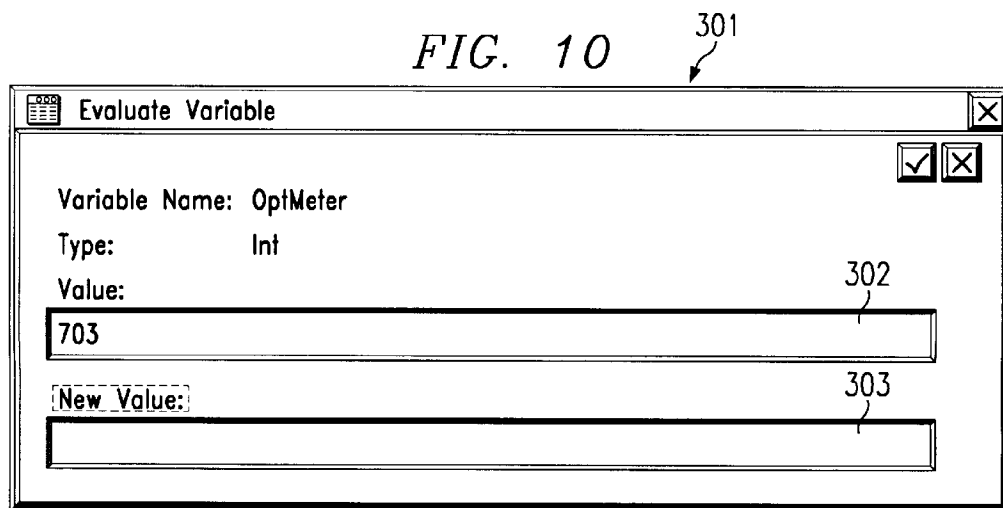 301
FIG. 10
Evaluate Variable
Variable Name: OptMeter
Type: Int
Value:
302
703
New Value:
303